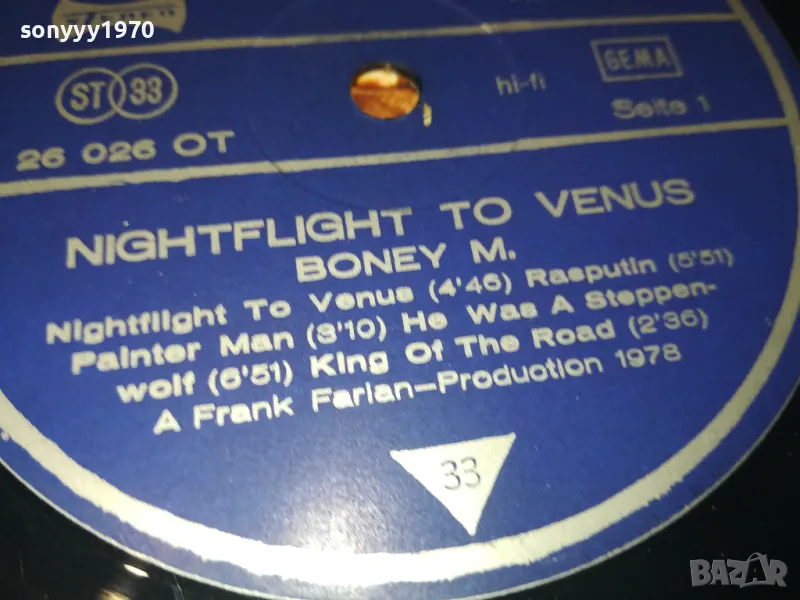 sonyyy1970
ST 33
hi-fi
GEMA
26 026 OT
Seite 1
NIGHTFLIGHT TO VENUS
BONEY M.
Nightflight To Venus (4'46) Rasputin (5'51)
Painter Man (3'10) He Was A Steppen-
wolf (6'51) King Of The Road (2'36)
A Frank Farian–Production 1978
33
BAZAR